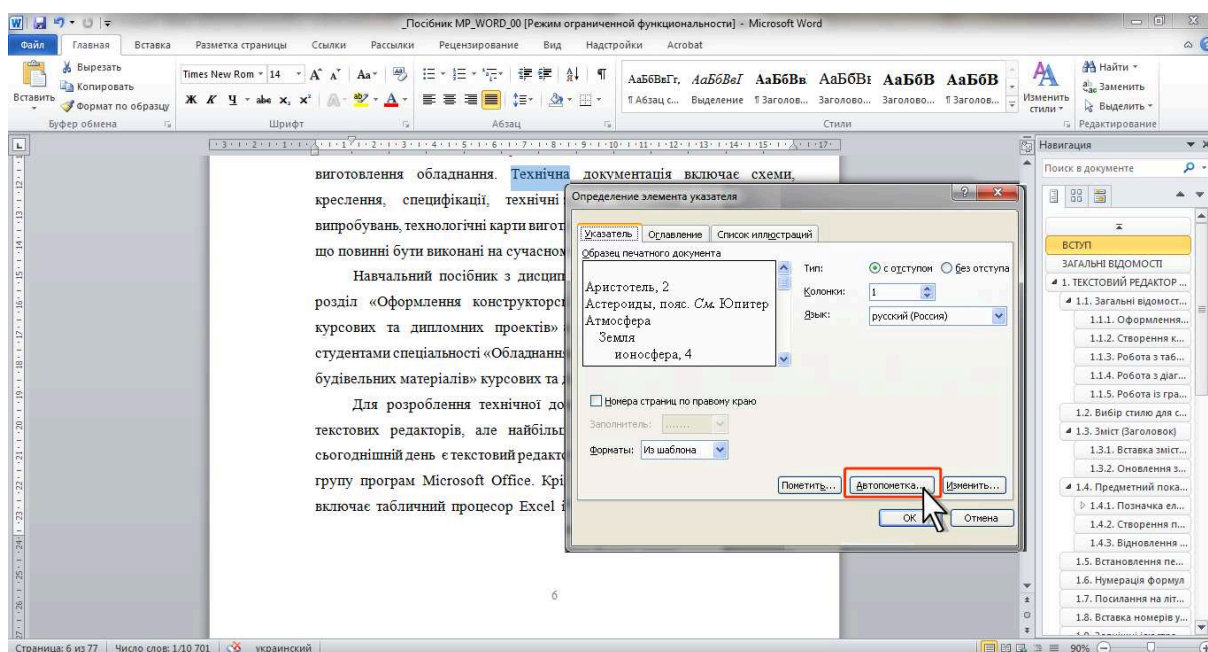 _Посібник MP_WORD_00 [Режим ограниченной функциональности] - Microsoft Word
Файл Главная Вставка Разметка страницы Ссылки Рассылки Рецензирование Вид Надстройки Acrobat
Вставить
Вырезать
Копировать
Формат по образцу
Буфер обмена
Times New Rom 14
Ж К Ч abe x, x²
Шрифт
Абзац
АаБбВвГг, АаБбВвІ АаБбВв АаБбВı АаБбВ АаБбВ
¶ Абзац с... Выделение ¶ Заголов... Заголово... Заголово... ¶ Заголов...
Изменить стили
Стили
Найти
Заменить
Выделить
Редактирование
виготовлення обладнання. Технічна документація включає схеми,
креслення, специфікації, технічні
випробувань, технологічні карти
що повинні бути виконані на
Навчальний посібник з
розділ «Оформлення
курсових та дипломних проектів»
студентами спеціальності
будівельних матеріалів» курсових та
Для розроблення технічної
текстових редакторів, але
сьогоднішній день є текстовий
групу програм Microsoft Office.
включає табличний процесор Excel і
6
Определение элемента указателя
Указатель Оглавление Список иллюстраций
Образец печатного документа
Аристотель, 2
Астероиды, пояс. См. Юпитер
Атмосфера
Земля
ионосфера, 4
Тип: с отступом без отступа
Колонки: 1
Язык: русский (Россия)
Номера страниц по правому краю
Заполнитель: .......
Форматы: Из шаблона
Пометить... Автопометка... Изменить...
ОК Отмена
Навигация
Поиск в документе
ВСТУП
ЗАГАЛЬНІ ВІДОМОСТІ
1. ТЕКСТОВИЙ РЕДАКТОР ...
1.1. Загальні відомост...
1.1.1. Оформлення...
1.1.2. Створення к...
1.1.3. Робота з таб...
1.1.4. Робота з діаг...
1.1.5. Робота із гра...
1.2. Вибір стилю для с...
1.3. Зміст (Заголовок)
1.3.1. Вставка зміст...
1.3.2. Оновлення з...
1.4. Предметний пока...
1.4.1. Позначка ел...
1.4.2. Створення п...
1.4.3. Відновлення ...
1.5. Встановлення пе...
1.6. Нумерація формул
1.7. Посилання на літ...
1.8. Вставка номерів у...
Страница: 6 из 77 Число слов: 1/10 701 украинский 90%